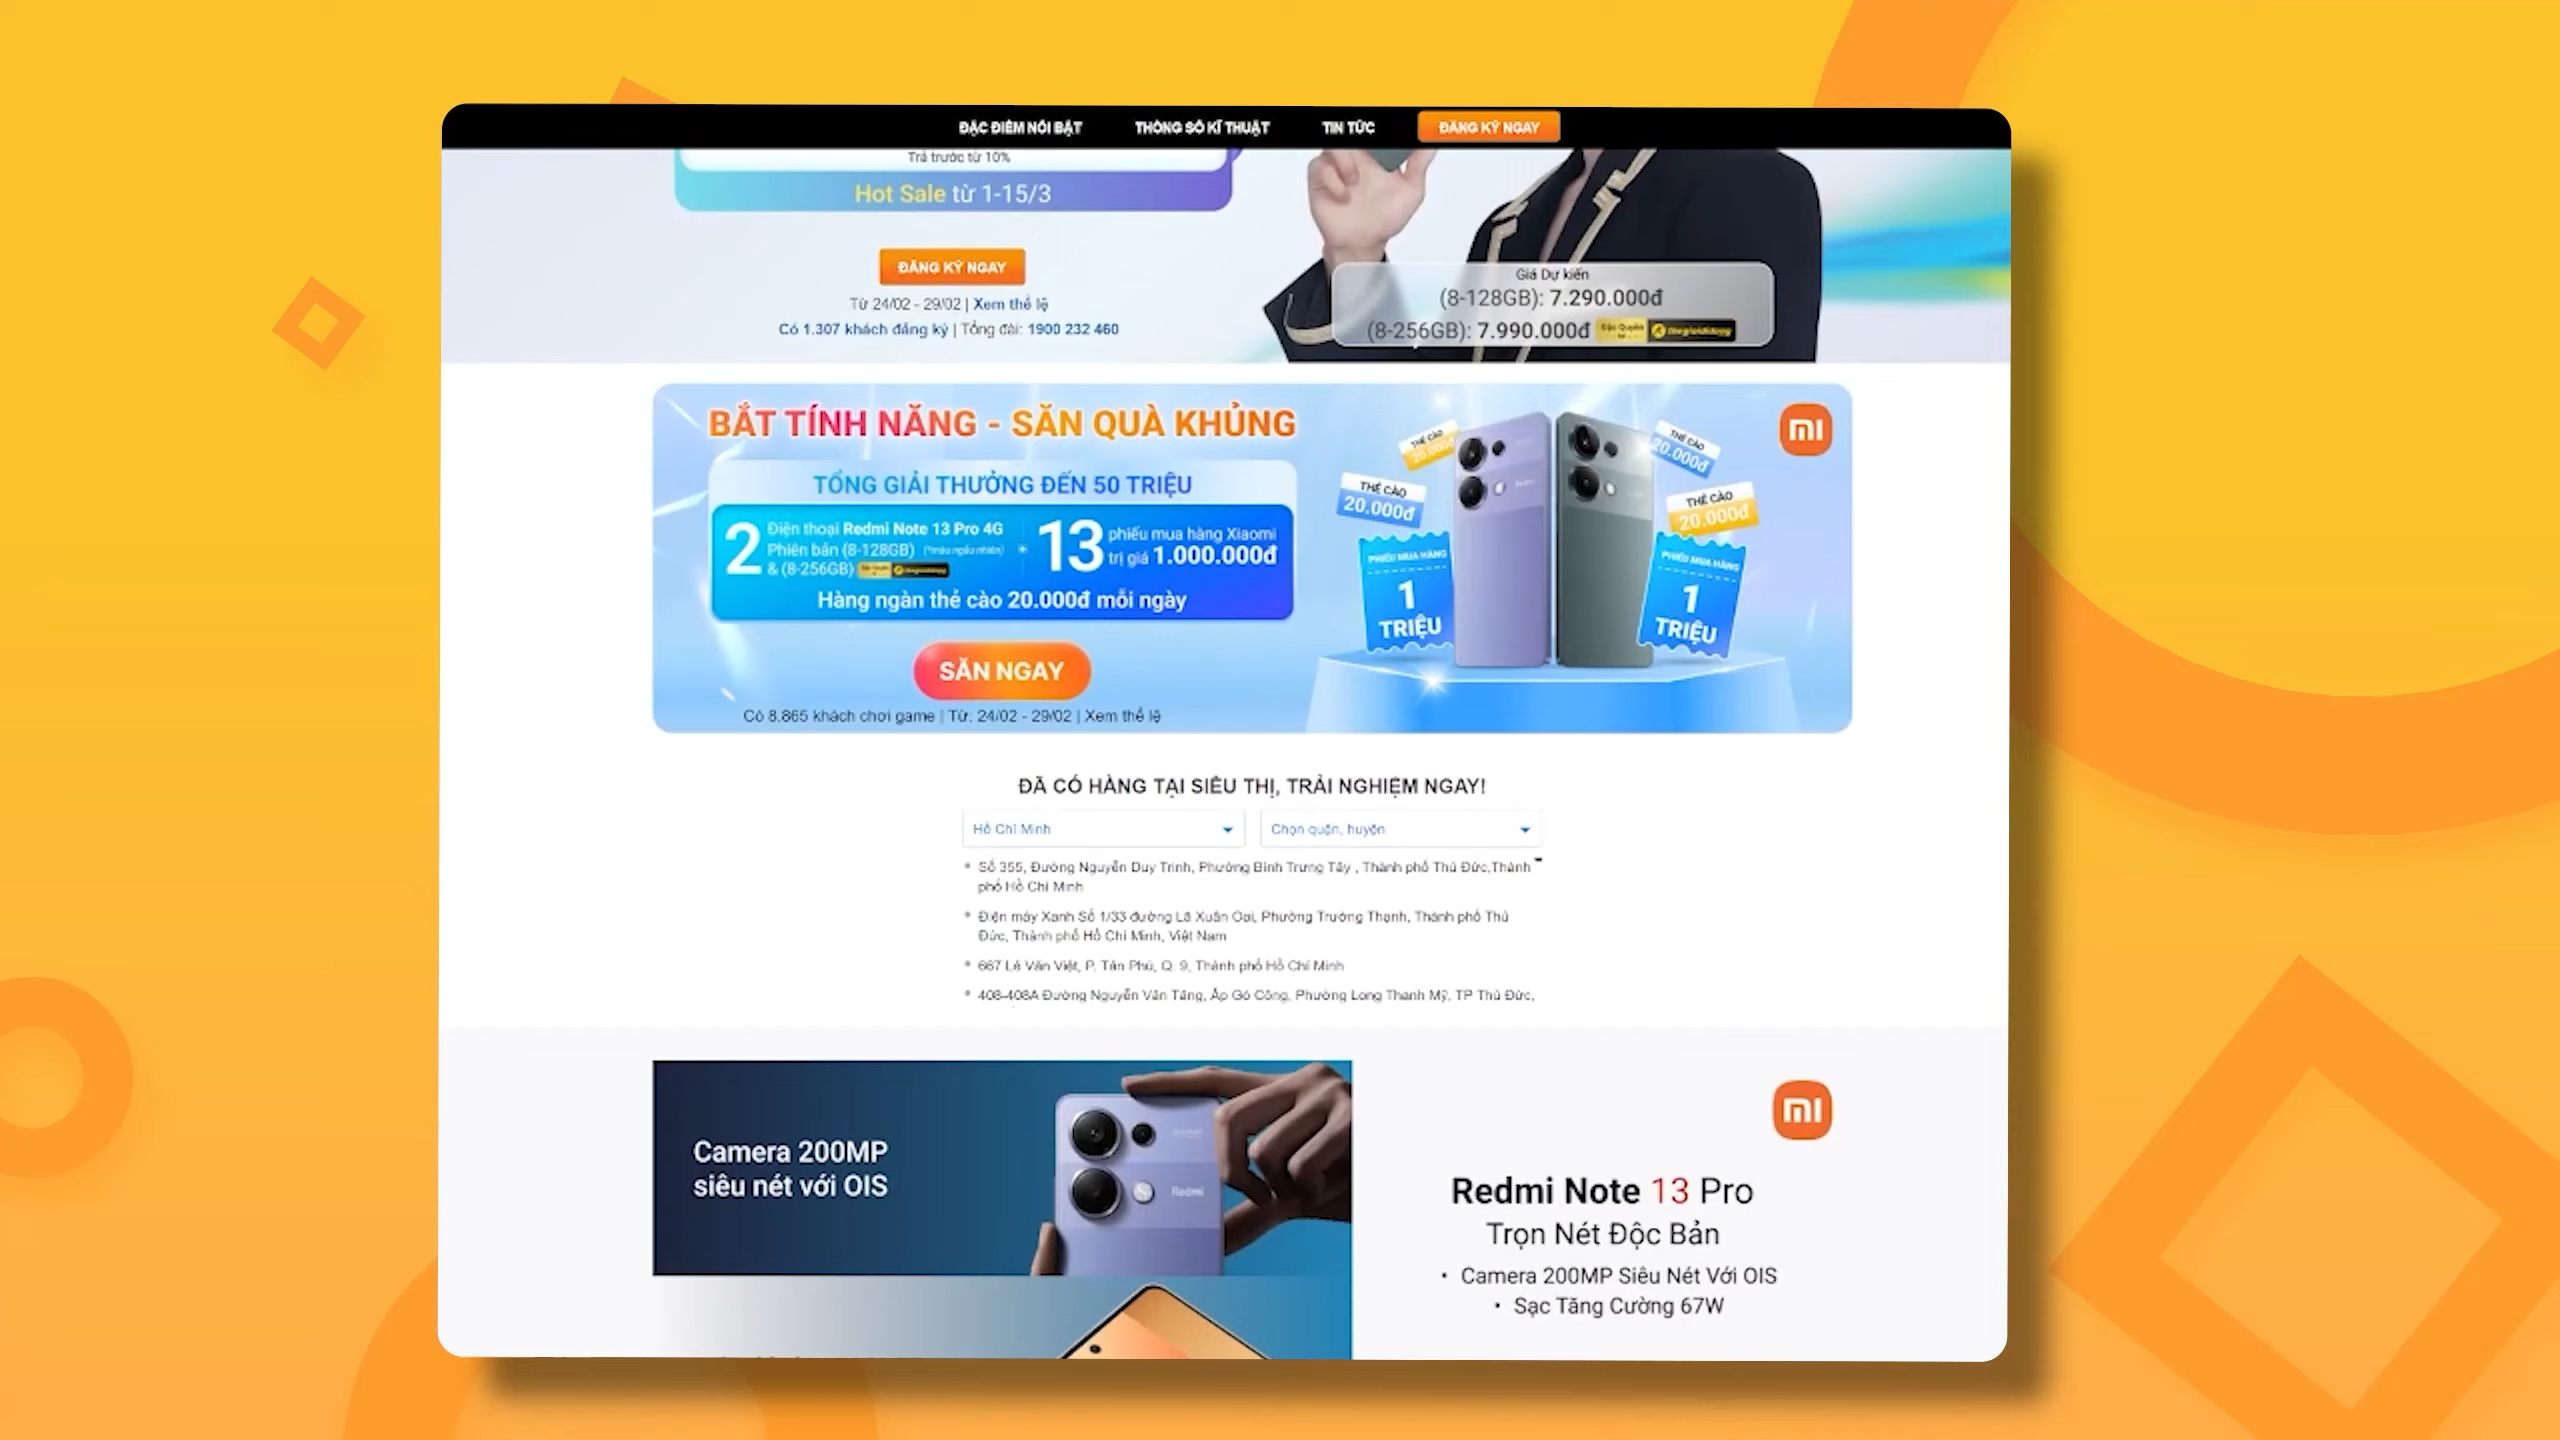 ĐẶC ĐIỂM NỔI BẬT THÔNG SỐ KĨ THUẬT TIN TỨC ĐĂNG KÝ NGAY
Trả trước từ 10%
Hot Sale từ 1-15/3
ĐĂNG KÝ NGAY
Từ 24/02 - 29/02 | Xem thể lệ
Có 1.307 khách đăng ký | Tổng đài: 1900 232 460
Giá Dự kiến
(8-128GB): 7.290.000đ
(8-256GB): 7.990.000đ
BẮT TÍNH NĂNG - SĂN QUÀ KHỦNG
TỔNG GIẢI THƯỞNG ĐẾN 50 TRIỆU
2 Điện thoại Redmi Note 13 Pro 4G
Phiên bản (8-128GB) (*màu ngẫu nhiên)
& (8-256GB)
13 phiếu mua hàng Xiaomi
trị giá 1.000.000đ
Hàng ngàn thẻ cào 20.000đ mỗi ngày
SĂN NGAY
Có 8.865 khách chơi game | Từ: 24/02 - 29/02 | Xem thể lệ
THẺ CÀO
20.000đ
THẺ CÀO
20.000đ
THẺ CÀO
20.000đ
THẺ CÀO
20.000đ
PHIẾU MUA HÀNG
1
TRIỆU
PHIẾU MUA HÀNG
1
TRIỆU
mi
ĐÃ CÓ HÀNG TẠI SIÊU THỊ, TRẢI NGHIỆM NGAY!
Hồ Chí Minh
Chọn quận, huyện
Số 355, Đường Nguyễn Duy Trinh, Phường Bình Trưng Tây , Thành phố Thủ Đức,Thành
phố Hồ Chí Minh
Điện máy Xanh Số 1/33 đường Lã Xuân Oai, Phường Trường Thạnh, Thành phố Thủ
Đức, Thành phố Hồ Chí Minh, Việt Nam
667 Lê Văn Việt, P. Tân Phú, Q. 9, Thành phố Hồ Chí Minh
408-408A Đường Nguyễn Văn Tăng, Ấp Gò Công, Phường Long Thạnh Mỹ, TP Thủ Đức,
Camera 200MP
siêu nét với OIS
Redmi
mi
Redmi Note 13 Pro
Trọn Nét Độc Bản
• Camera 200MP Siêu Nét Với OIS
• Sạc Tăng Cường 67W